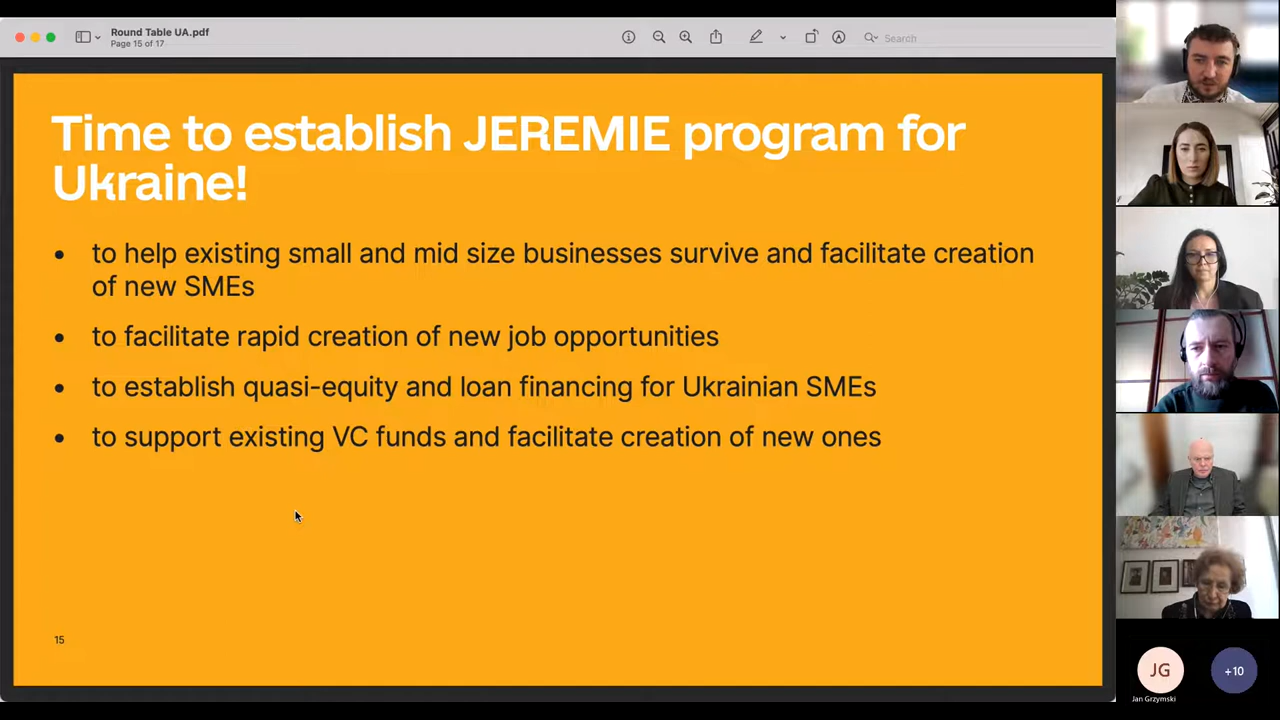 Round Table UA.pdf
Page 15 of 17
Search
Time to establish JEREMIE program for
Ukraine!
• to help existing small and mid size businesses survive and facilitate creation
of new SMEs
• to facilitate rapid creation of new job opportunities
• to establish quasi-equity and loan financing for Ukrainian SMEs
• to support existing VC funds and facilitate creation of new ones
15
JG
+10
Jan Grzymski